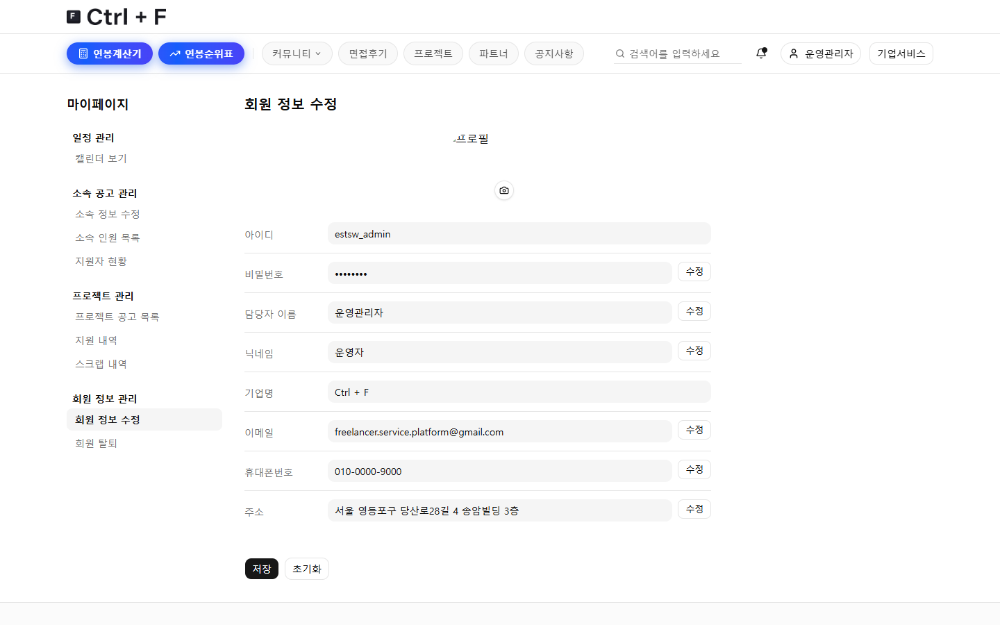 F Ctrl + F
연봉계산기 연봉순위표 커뮤니티 면접후기 프로젝트 파트너 공지사항 검색어를 입력하세요 운영관리자 기업서비스
마이페이지
일정 관리
캘린더 보기
소속 공고 관리
소속 정보 수정
소속 인원 목록
지원자 현황
프로젝트 관리
프로젝트 공고 목록
지원 내역
스크랩 내역
회원 정보 관리
회원 정보 수정
회원 탈퇴
회원 정보 수정
프로필
아이디 estsw_admin
비밀번호 •••••••• 수정
담당자 이름 운영관리자 수정
닉네임 운영자 수정
기업명 Ctrl + F
이메일 freelancer.service.platform@gmail.com 수정
휴대폰번호 010-0000-9000 수정
주소 서울 영등포구 당산로28길 4 송암빌딩 3층 수정
저장 초기화